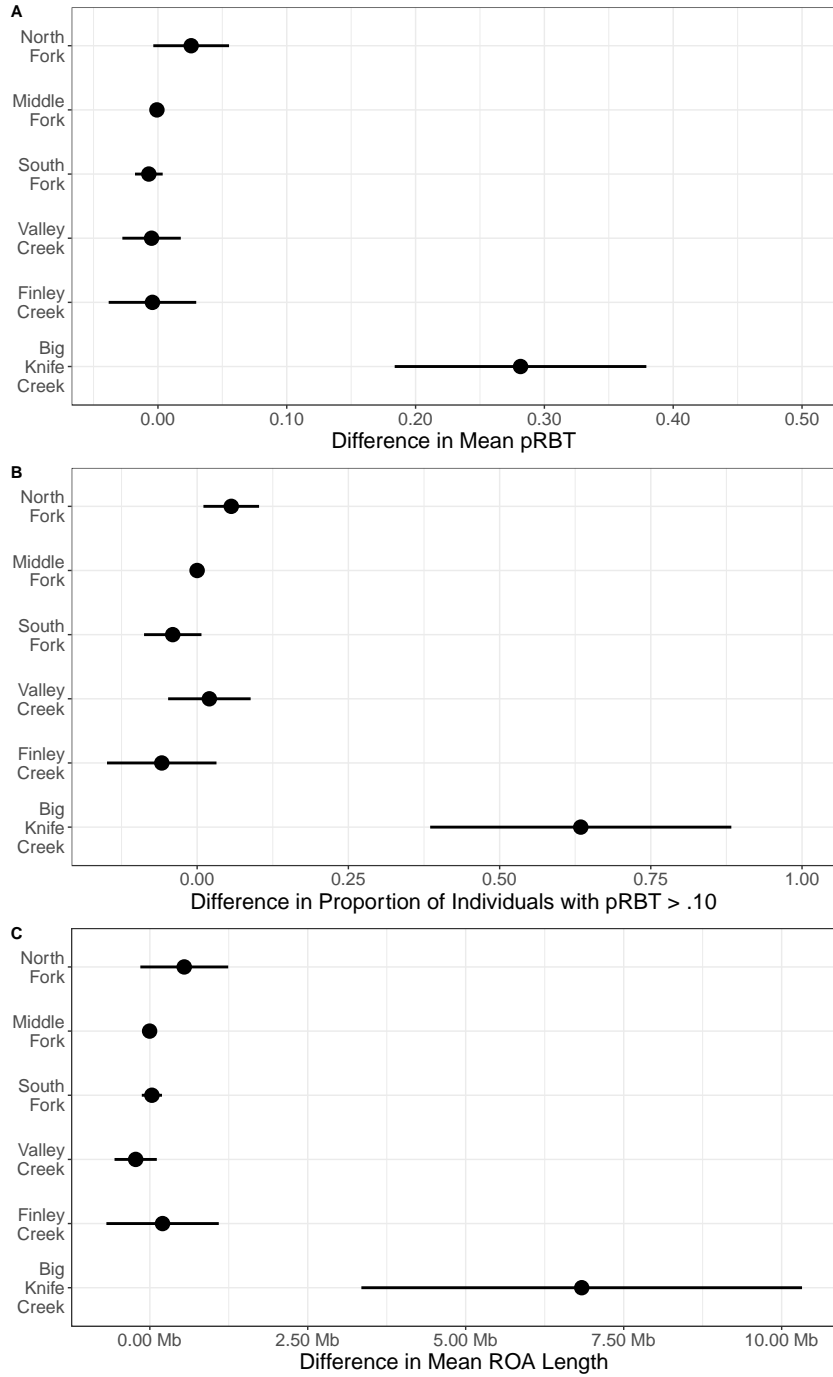 A
North
Fork
Middle
Fork
South
Fork
Valley
Creek
Finley
Creek
Big
Knife
Creek
0.00 0.10 0.20 0.30 0.40 0.50
Difference in Mean pRBT
B
North
Fork
Middle
Fork
South
Fork
Valley
Creek
Finley
Creek
Big
Knife
Creek
0.00 0.25 0.50 0.75 1.00
Difference in Proportion of Individuals with pRBT > .10
C
North
Fork
Middle
Fork
South
Fork
Valley
Creek
Finley
Creek
Big
Knife
Creek
0.00 Mb 2.50 Mb 5.00 Mb 7.50 Mb 10.00 Mb
Difference in Mean ROA Length